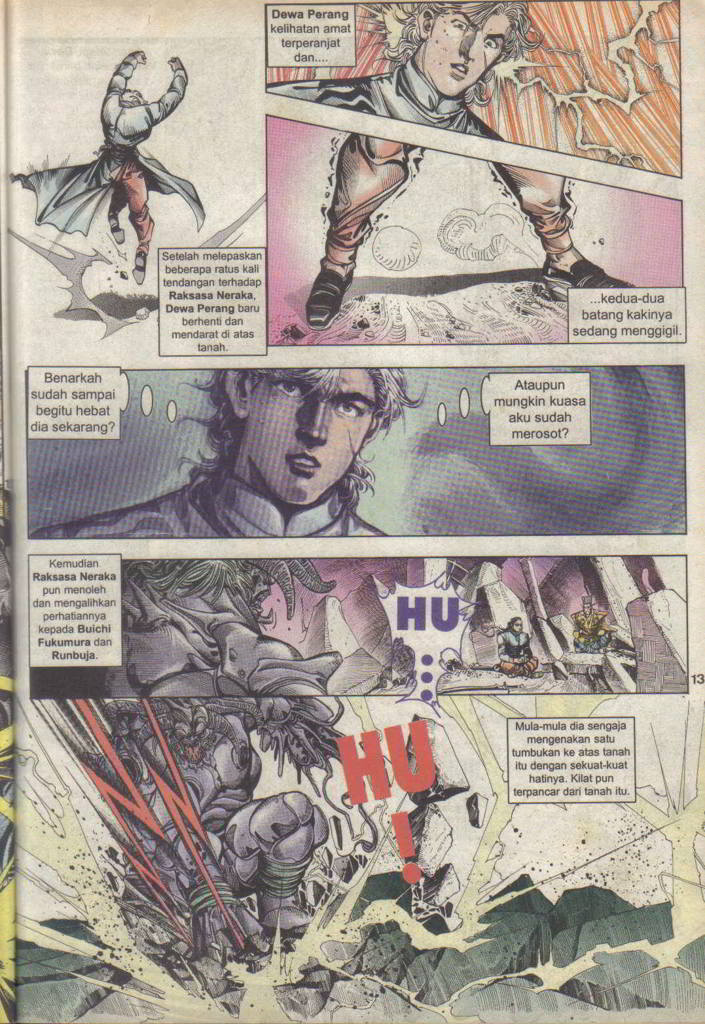 Dewa Perang
kelihatan amat
terperanjat
dan....
Setelah melepaskan
beberapa ratus kali
tendangan terhadap
Raksasa Neraka,
Dewa Perang baru
berhenti dan
mendarat di atas
tanah.
...kedua-dua
batang kakinya
sedang menggigil.
Benarkah
sudah sampai
begitu hebat
dia sekarang?
Ataupun
mungkin kuasa
aku sudah
merosot?
Kemudian
Raksasa Neraka
pun menoleh
dan mengalihkan
perhatiannya
kepada Buichi
Fukumura dan
Runbuja.
HU
...
13
HU
!
Mula-mula dia sengaja
mengenakan satu
tumbukan ke atas tanah
itu dengan sekuat-kuat
hatinya. Kilat pun
terpancar dari tanah itu.